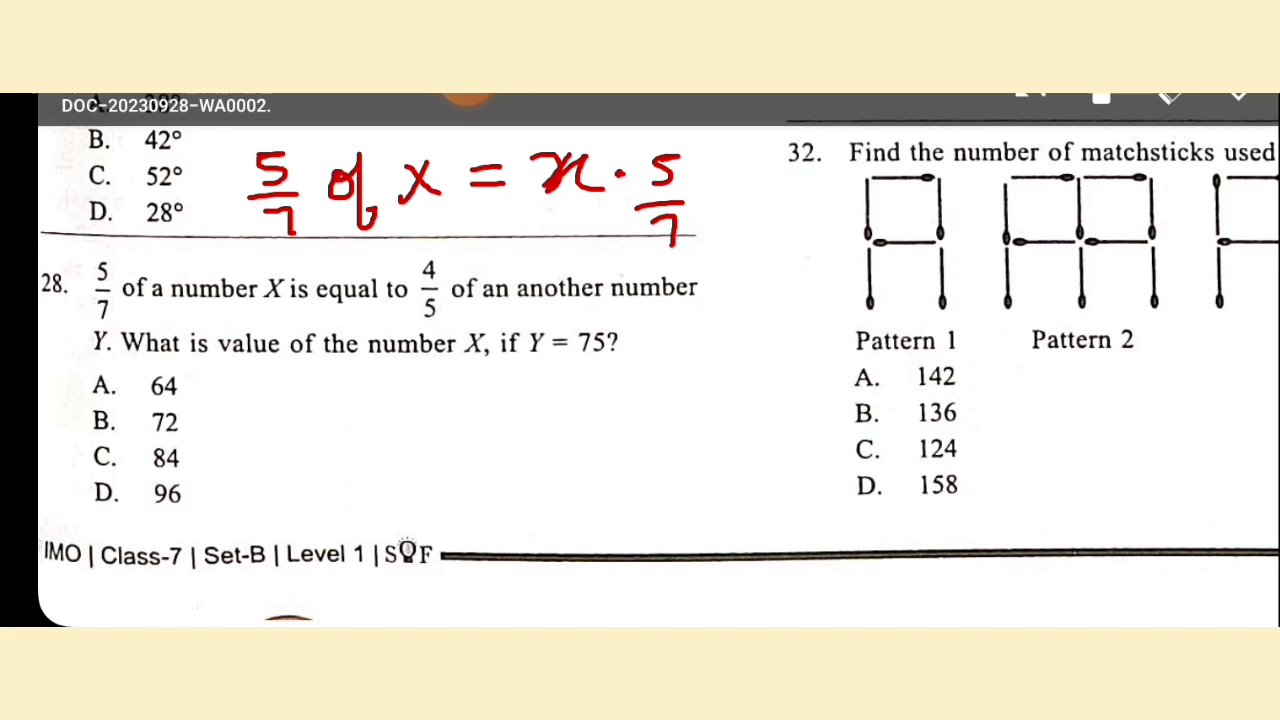 DOC-20230928-WA0002.
B. 42°
C. 52°
D. 28°
5/7 of x = x · 5/7
28. 5/7 of a number X is equal to 4/5 of an another number
Y. What is value of the number X, if Y = 75?
A. 64
B. 72
C. 84
D. 96
IMO | Class-7 | Set-B | Level 1 | SOF
32. Find the number of matchsticks used
Pattern 1 Pattern 2
A. 142
B. 136
C. 124
D. 158